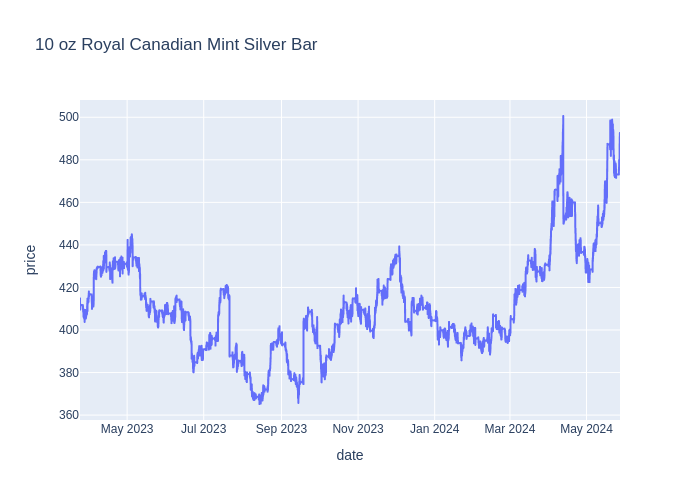 10 oz Royal Canadian Mint Silver Bar
500
480
460
440
420
400
380
360
price
May 2023 Jul 2023 Sep 2023 Nov 2023 Jan 2024 Mar 2024 May 2024
date